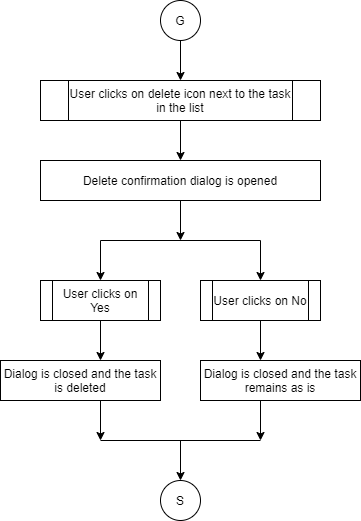 G
User clicks on delete icon next to the task
in the list
Delete confirmation dialog is opened
User clicks on
Yes
User clicks on No
Dialog is closed and the task
is deleted
Dialog is closed and the task
remains as is
S